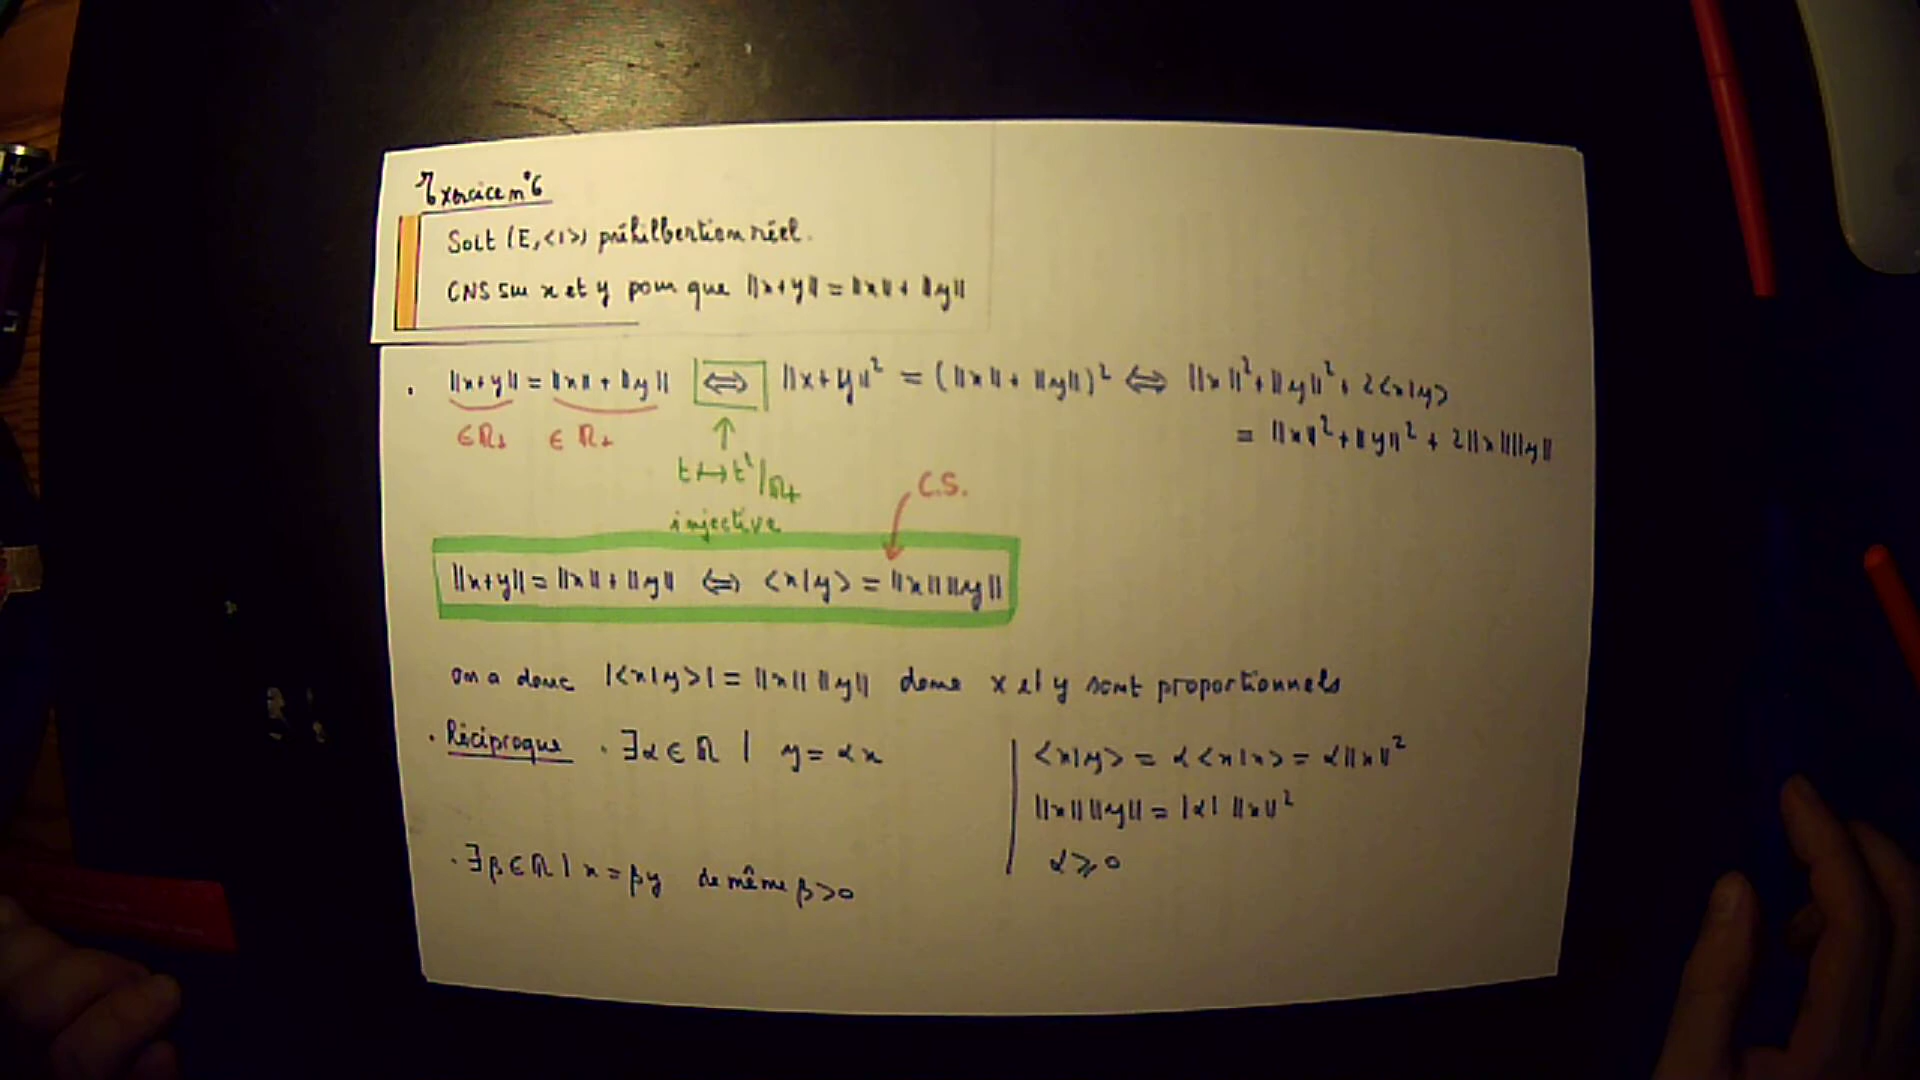 Exercice n°6
Soit (E,<|>) préhilbertien réel.
CNS sur x et y pour que ||x+y|| = ||x|| + ||y||
. ||x+y|| = ||x|| + ||y|| ⇔ ||x+y||² = (||x|| + ||y||)² ⇔ ||x||² + ||y||² + 2<x|y>
= ||x||² + ||y||² + 2||x|| ||y||
∈ ℝ+ ∈ ℝ+
↑
t ↦ t²/ℝ+
injective
C.S.
||x+y|| = ||x|| + ||y|| ⇔ <x|y> = ||x|| ||y||
on a donc |<x|y>| = ||x|| ||y|| donc x et y sont proportionnels
. Réciproque . ∃α ∈ ℝ | y = αx
<x|y> = α<x|x> = α||x||²
||x|| ||y|| = |α| ||x||²
α ⩾ 0
. ∃β ∈ ℝ | x = βy de même β>0